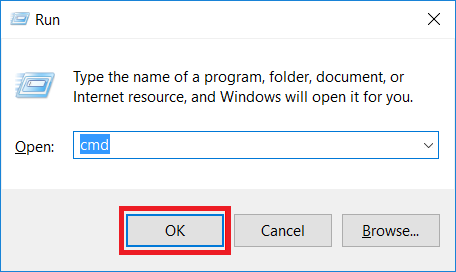 Run
Type the name of a program, folder, document, or
Internet resource, and Windows will open it for you.
Open: cmd
OK Cancel Browse...